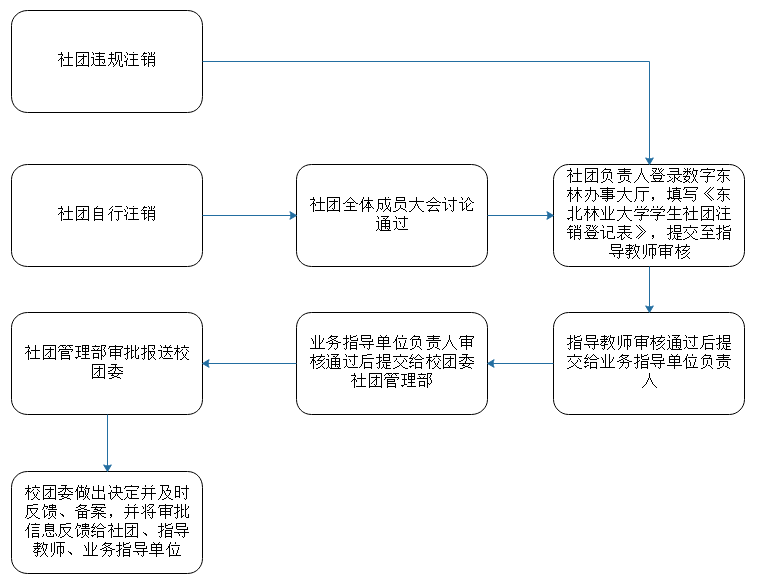 社团违规注销
社团自行注销
社团全体成员大会讨论
通过
社团负责人登录数字东
林办事大厅，填写《东
北林业大学学生社团注
销登记表》，提交至指
导教师审核
指导教师审核通过后提
交给业务指导单位负责
人
业务指导单位负责人审
核通过后提交给校团委
社团管理部
社团管理部审批报送校
团委
校团委做出决定并及时
反馈、备案，并将审批
信息反馈给社团、指导
教师、业务指导单位